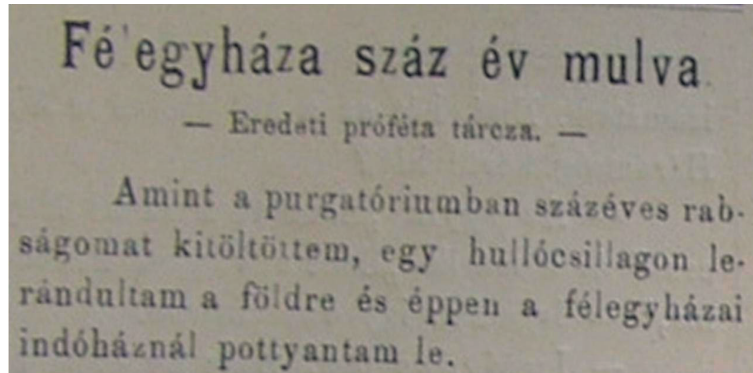 Fé'egyháza száz év mulva.
— Eredeti próféta tárcza. —
Amint a purgatóriumban százéves rab-
ságomat kitöltöttem, egy hullócsillagon le-
rándultam a földre és éppen a félegyházai
indóháznál pottyantam le.